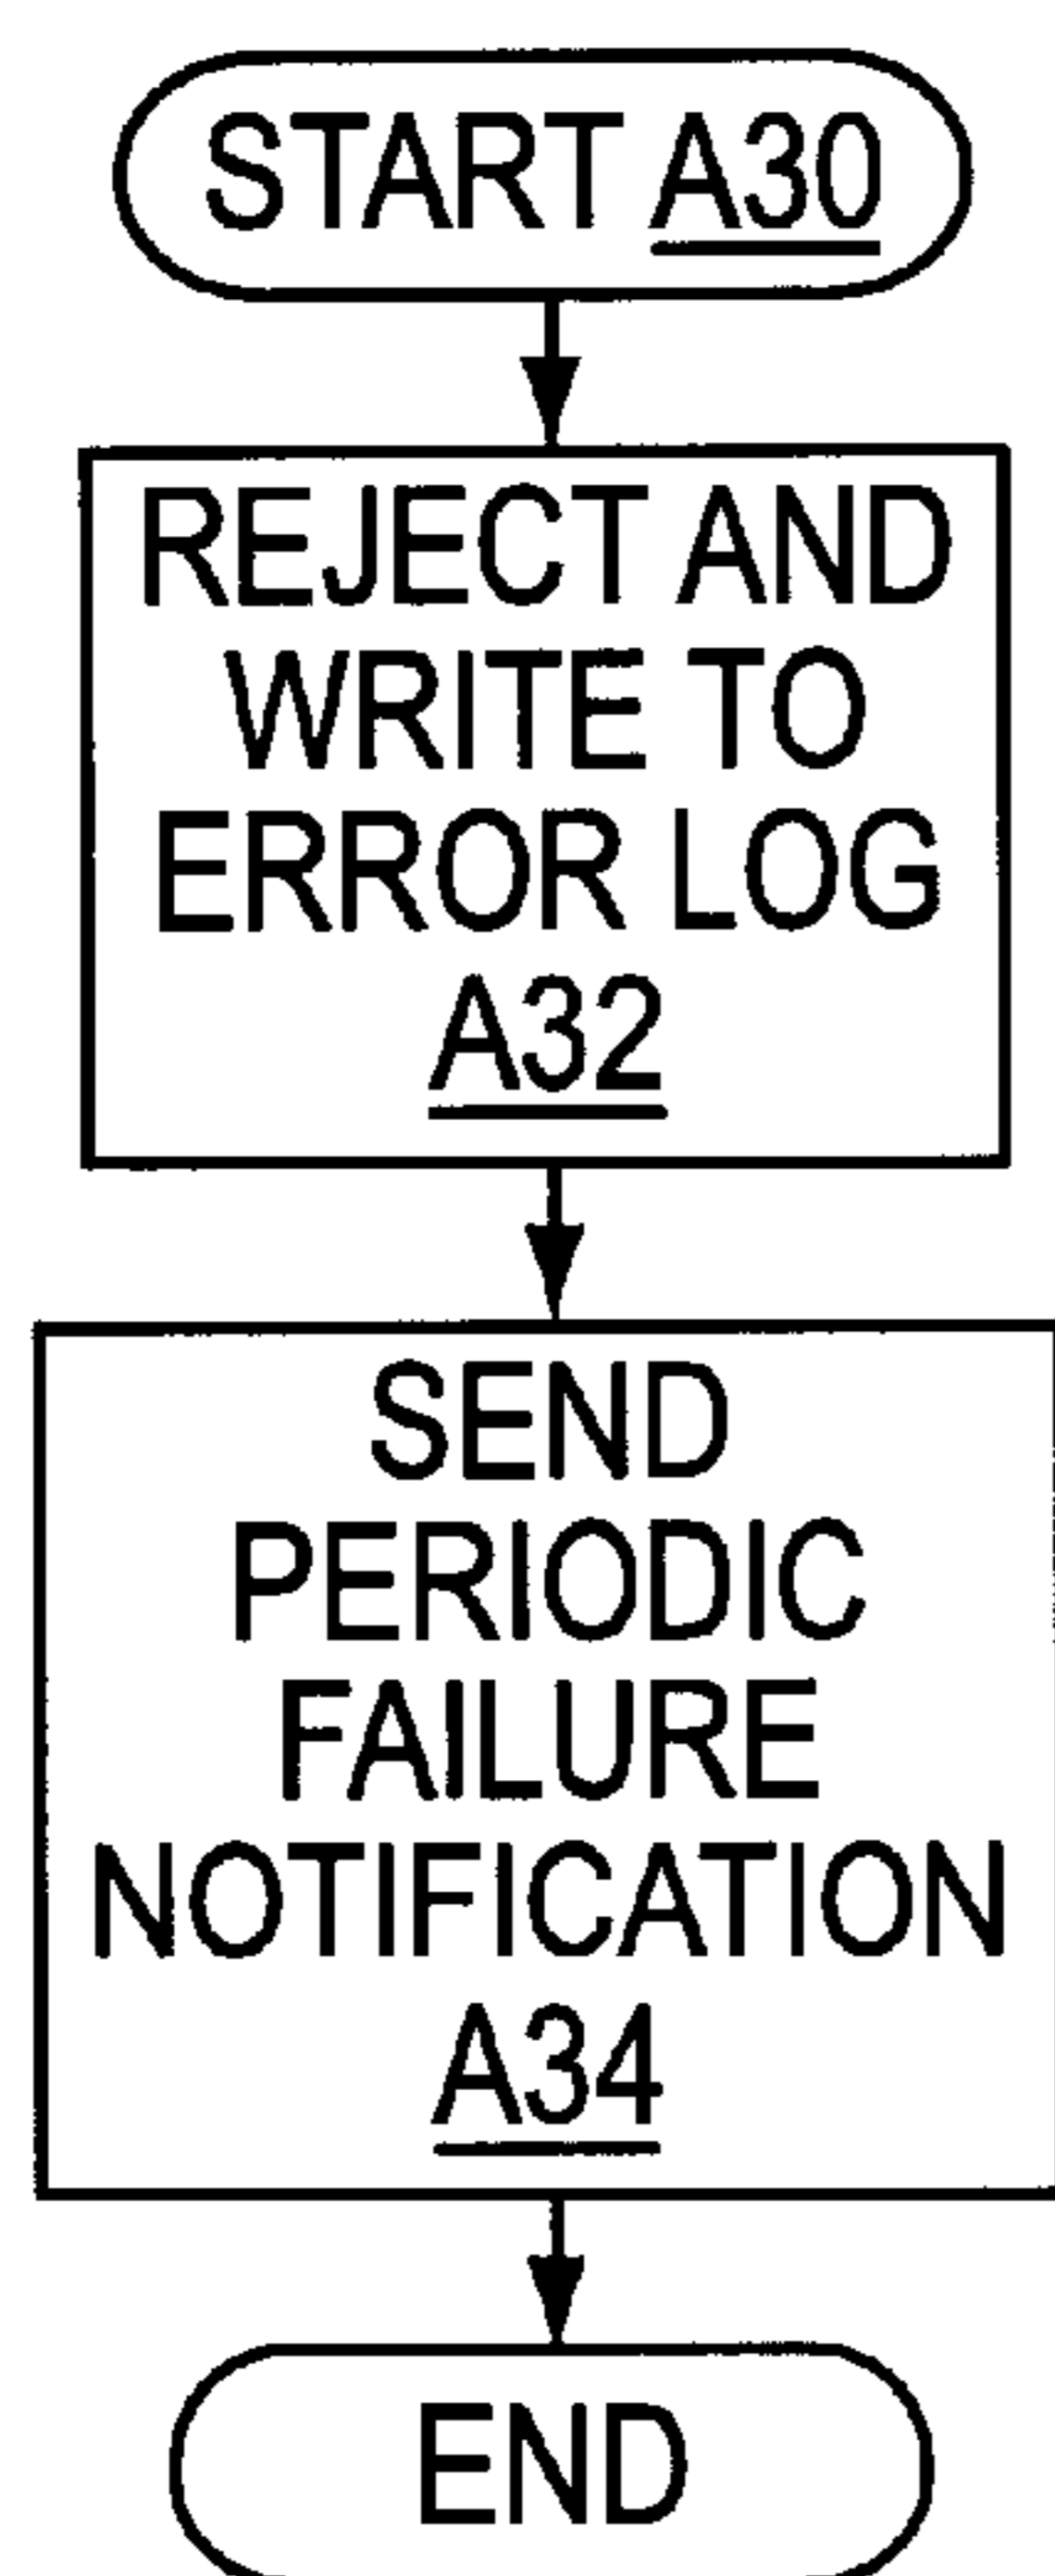 START A30
REJECT AND
WRITE TO
ERROR LOG
A32
SEND
PERIODIC
FAILURE
NOTIFICATION
A34
END